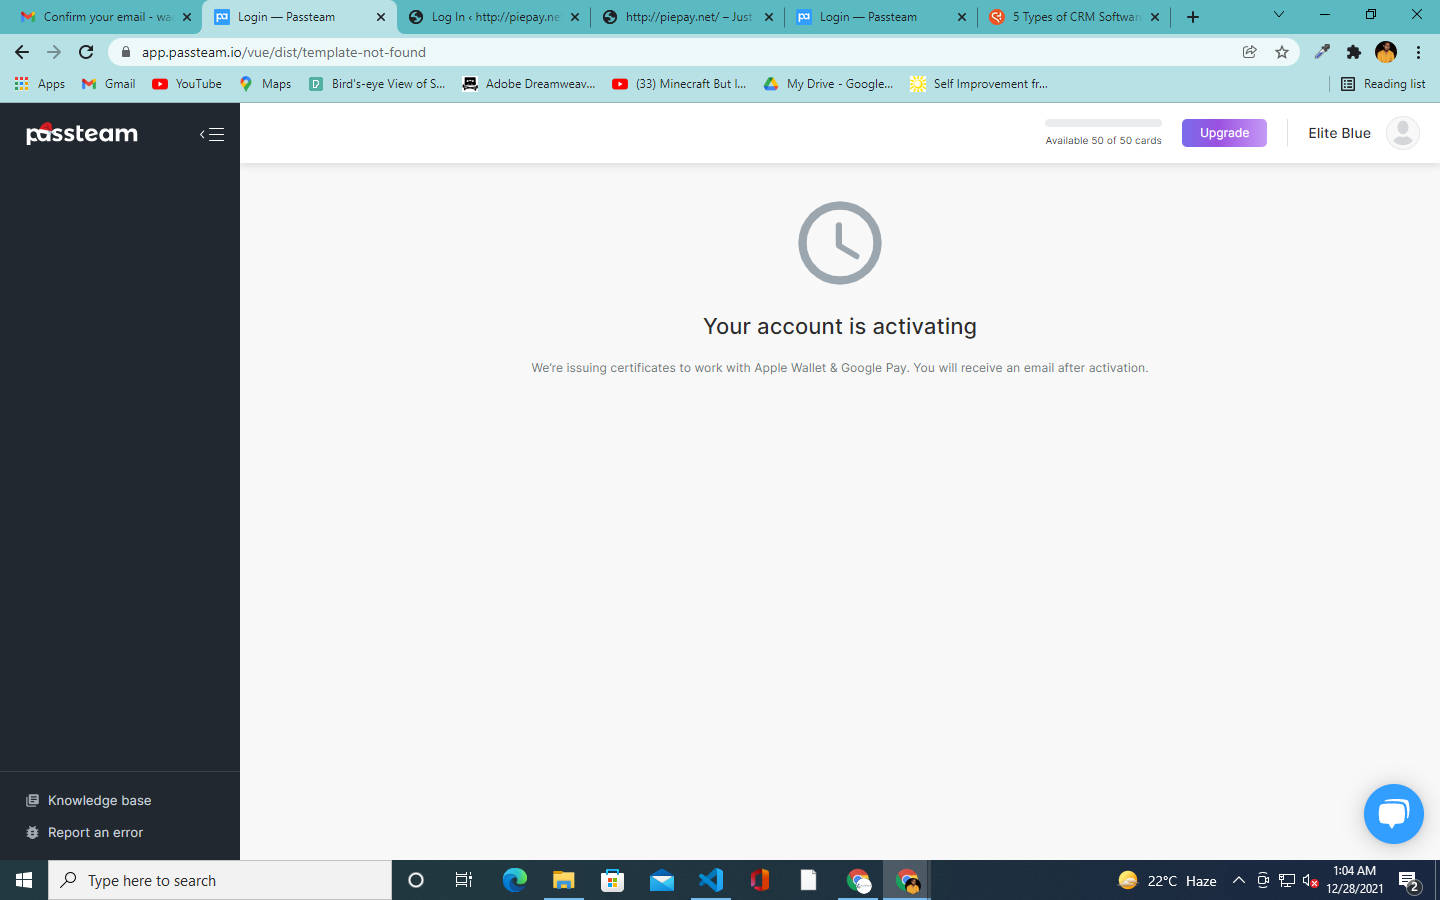 Confirm your email - wa
Login — Passteam
Log In ‹ http://piepay.ne
http://piepay.net/ – Just
Login — Passteam
5 Types of CRM Softwar
app.passteam.io/vue/dist/template-not-found
Apps
Gmail
YouTube
Maps
Bird's-eye View of S...
Adobe Dreamweav...
(33) Minecraft But I...
My Drive - Google...
Self Improvement fr...
Reading list
passteam
Available 50 of 50 cards
Upgrade
Elite Blue
Your account is activating
We're issuing certificates to work with Apple Wallet & Google Pay. You will receive an email after activation.
Knowledge base
Report an error
Type here to search
22°C Haze
1:04 AM
12/28/2021
2